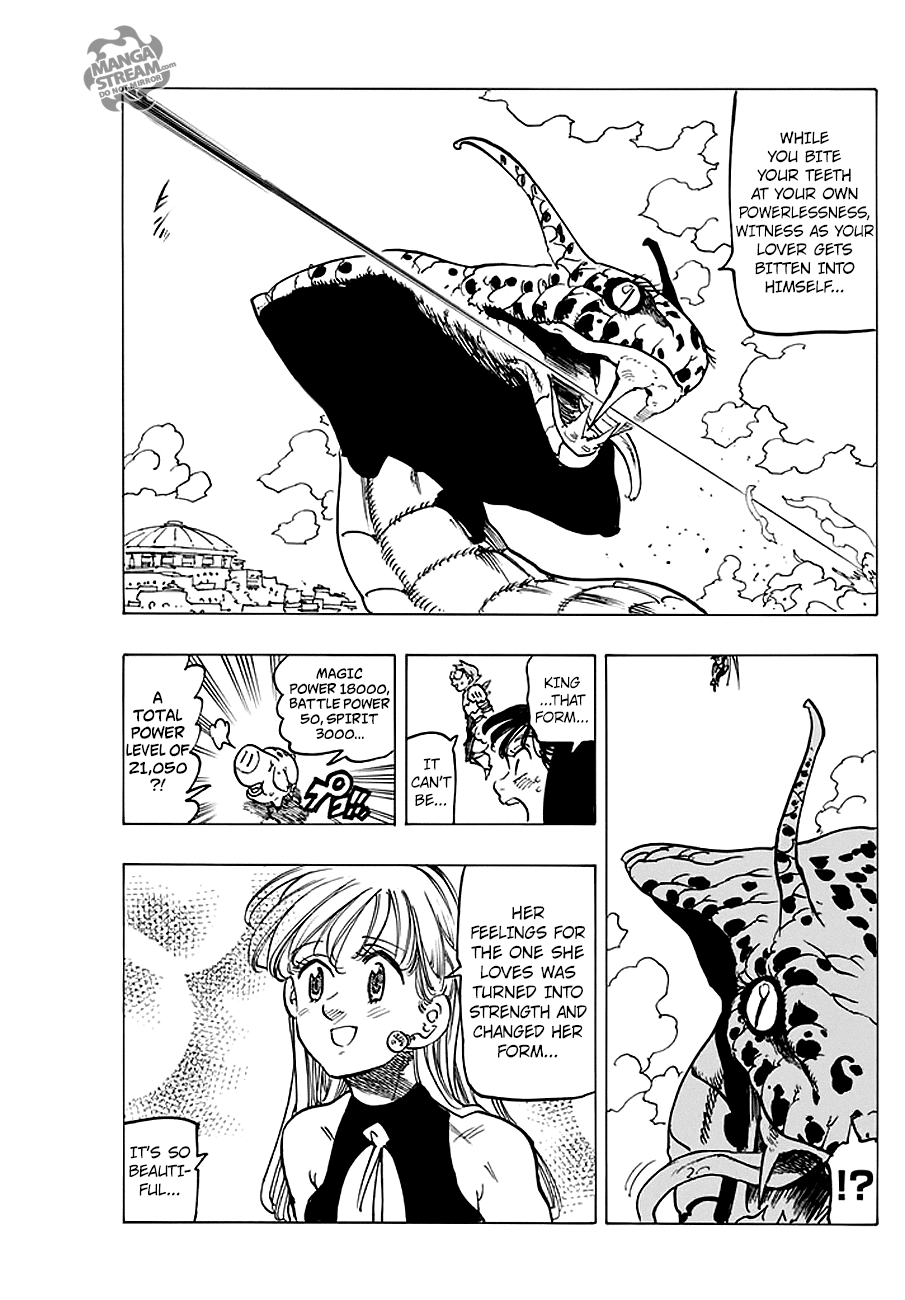 MANGA
STREAM.com
DO NOT MIRROR
WHILE
YOU BITE
YOUR TEETH
AT YOUR OWN
POWERLESSNESS,
WITNESS AS YOUR
LOVER GETS
BITTEN INTO
HIMSELF...
!?
KING
...THAT
FORM...
IT
CAN'T
BE...
MAGIC
POWER 18000,
BATTLE POWER
50, SPIRIT
3000...
A
TOTAL
POWER
LEVEL OF
21,050
?!
プゴ!!
HER
FEELINGS FOR
THE ONE SHE
LOVES WAS
TURNED INTO
STRENGTH AND
CHANGED HER
FORM...
IT'S SO
BEAUTI-
FUL...